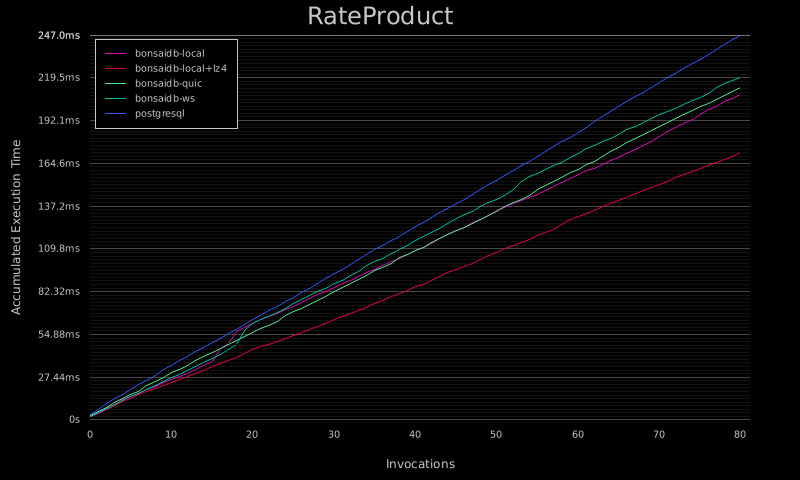 RateProduct
247.0ms
219.5ms
192.1ms
164.6ms
137.2ms
109.8ms
82.32ms
54.88ms
27.44ms
0s
Accumulated Execution Time
bonsaidb-local
bonsaidb-local+lz4
bonsaidb-quic
bonsaidb-ws
postgresql
0 10 20 30 40 50 60 70 80
Invocations